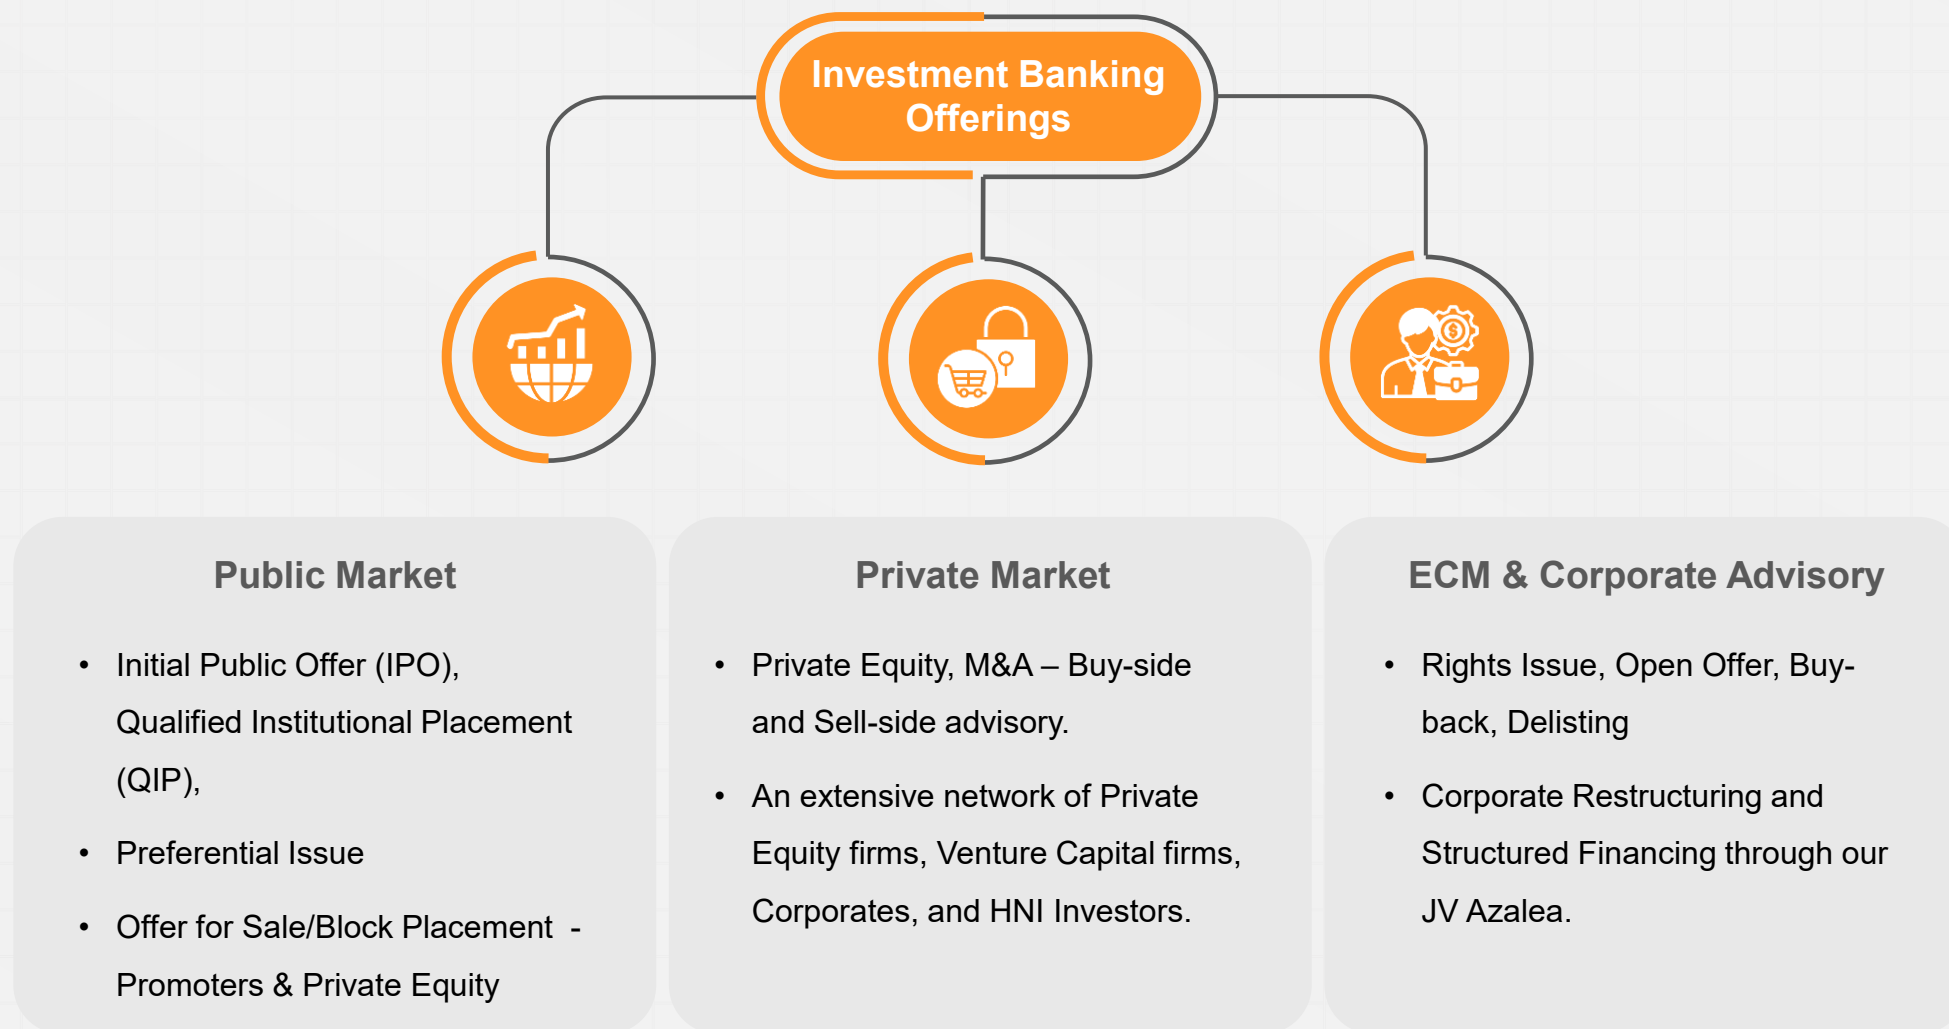 Investment Banking
Offerings
Public Market
• Initial Public Offer (IPO),
Qualified Institutional Placement
(QIP),
• Preferential Issue
• Offer for Sale/Block Placement  -
Promoters & Private Equity
Private Market
• Private Equity, M&A – Buy-side
and Sell-side advisory.
• An extensive network of Private
Equity firms, Venture Capital firms,
Corporates, and HNI Investors.
ECM & Corporate Advisory
• Rights Issue, Open Offer, Buy-
back, Delisting
• Corporate Restructuring and
Structured Financing through our
JV Azalea.